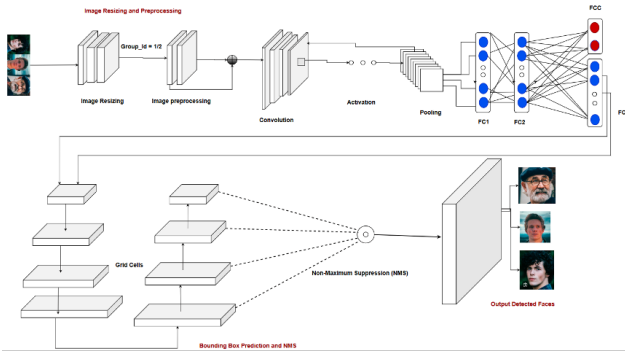 Image Resizing and Preprocessing
FCC
Group_Id = 1/2
Image Resizing
Image preprocessing
Convolution
Activation
Pooling
FC1
FC2
FC
Grid Cells
Non-Maximum Suppression (NMS)
Output Detected Faces
Bounding Box Prediction and NMS